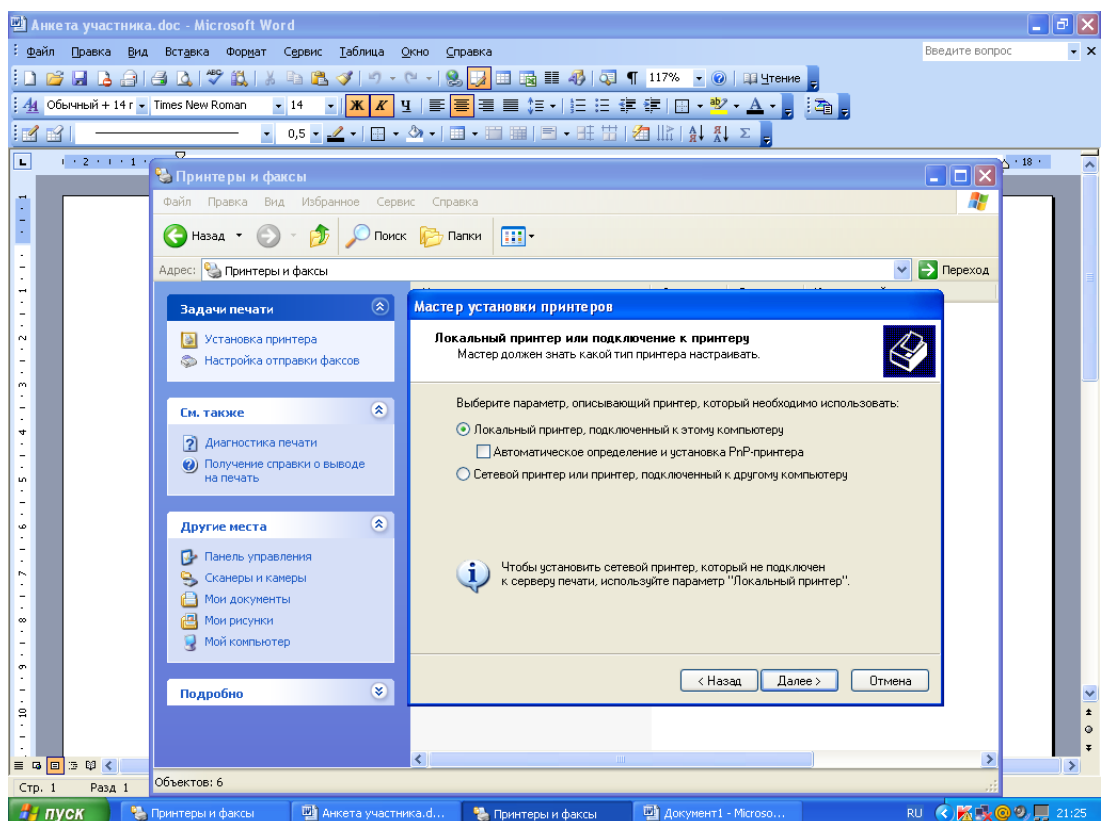 Анкета участника.doc - Microsoft Word
Файл Правка Вид Вставка Формат Сервис Таблица Окно Справка Введите вопрос
117% Чтение
Обычный + 14 г Times New Roman 14 Ж К Ч
0,5
2 1 18
Принтеры и факсы
Файл Правка Вид Избранное Сервис Справка
Назад Поиск Папки
Адрес: Принтеры и факсы Переход
Задачи печати
Установка принтера
Настройка отправки факсов
См. также
Диагностика печати
Получение справки о выводе
на печать
Другие места
Панель управления
Сканеры и камеры
Мои документы
Мои рисунки
Мой компьютер
Подробно
Мастер установки принтеров
Локальный принтер или подключение к принтеру
Мастер должен знать какой тип принтера настраивать.
Выберите параметр, описывающий принтер, который необходимо использовать:
Локальный принтер, подключенный к этому компьютеру
Автоматическое определение и установка PnP-принтера
Сетевой принтер или принтер, подключенный к другому компьютеру
Чтобы установить сетевой принтер, который не подключен
к серверу печати, используйте параметр "Локальный принтер".
< Назад Далее > Отмена
Объектов: 6
Стр. 1 Разд 1
пуск Принтеры и факсы Анкета участника.d... Принтеры и факсы Документ1 - Microso... RU 21:25